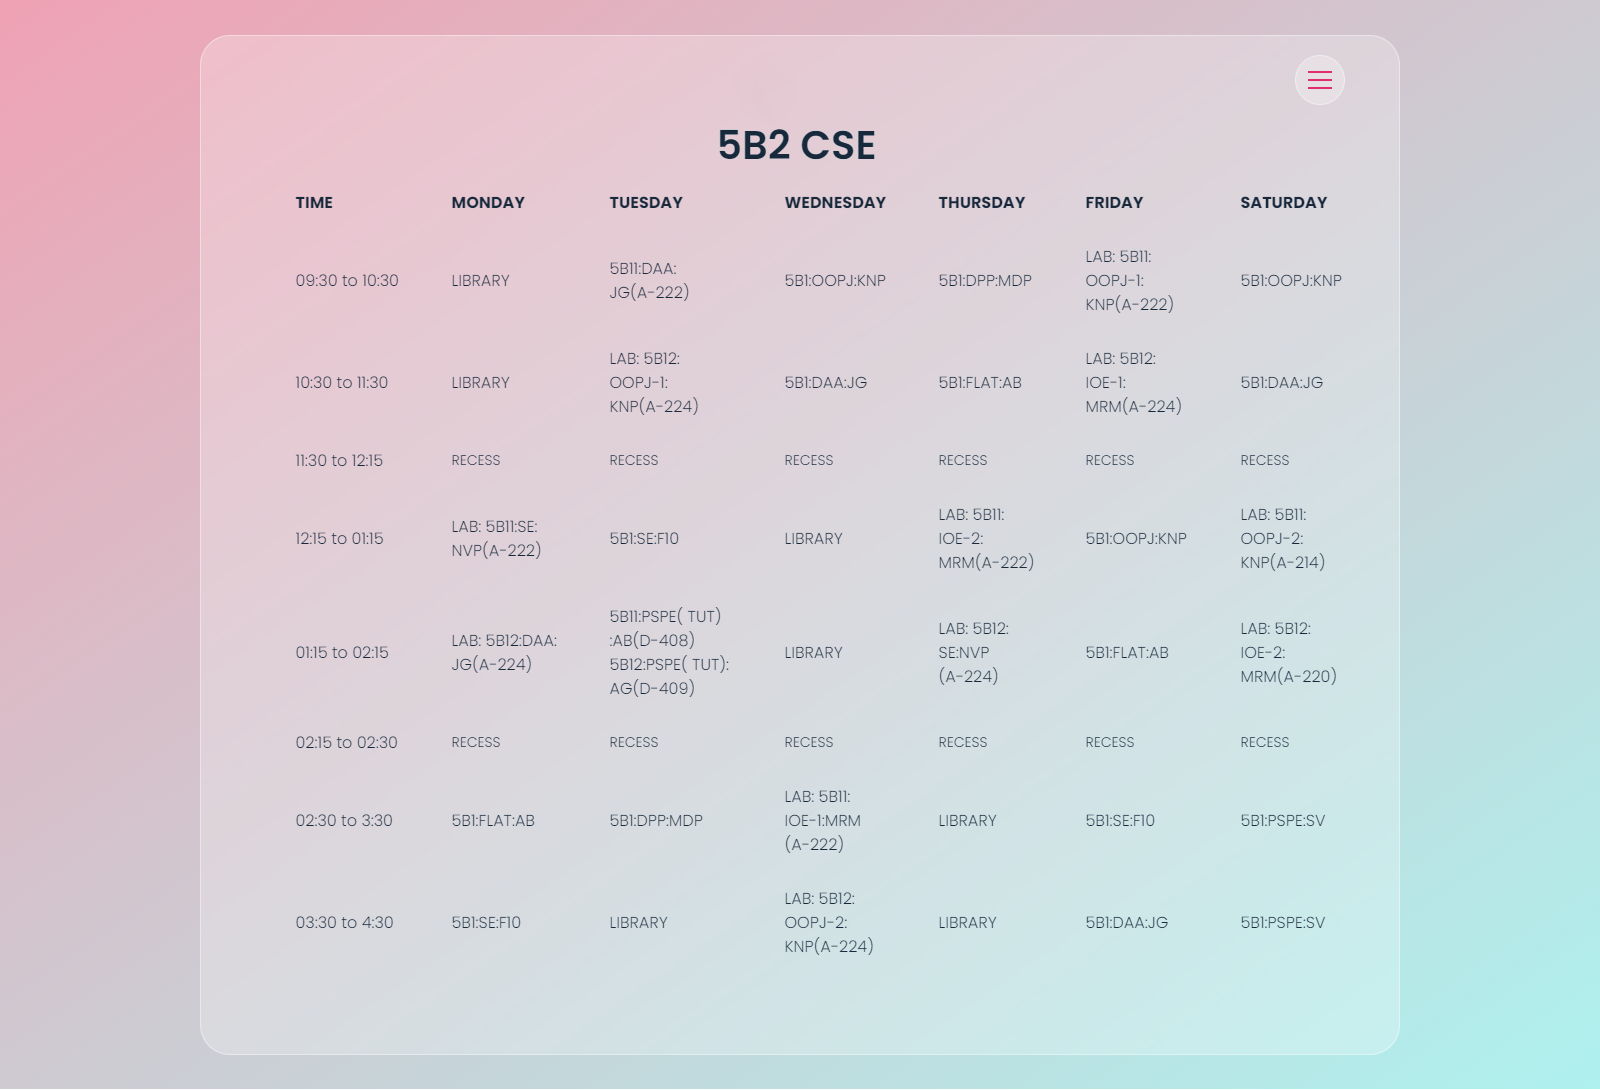 5B2 CSE
TIME MONDAY TUESDAY WEDNESDAY THURSDAY FRIDAY SATURDAY
09:30 to 10:30
LIBRARY
5B11:DAA:
JG(A-222)
5B1:OOPJ:KNP
5B1:DPP:MDP
LAB: 5B11:
OOPJ-1:
KNP(A-222)
5B1:OOPJ:KNP
10:30 to 11:30
LIBRARY
LAB: 5B12:
OOPJ-1:
KNP(A-224)
5B1:DAA:JG
5B1:FLAT:AB
LAB: 5B12:
IOE-1:
MRM(A-224)
5B1:DAA:JG
11:30 to 12:15
RECESS
RECESS
RECESS
RECESS
RECESS
RECESS
12:15 to 01:15
LAB: 5B11:SE:
NVP(A-222)
5B1:SE:F10
LIBRARY
LAB: 5B11:
IOE-2:
MRM(A-222)
5B1:OOPJ:KNP
LAB: 5B11:
OOPJ-2:
KNP(A-214)
01:15 to 02:15
LAB: 5B12:DAA:
JG(A-224)
5B11:PSPE( TUT)
:AB(D-408)
5B12:PSPE( TUT):
AG(D-409)
LIBRARY
LAB: 5B12:
SE:NVP
(A-224)
5B1:FLAT:AB
LAB: 5B12:
IOE-2:
MRM(A-220)
02:15 to 02:30
RECESS
RECESS
RECESS
RECESS
RECESS
RECESS
02:30 to 3:30
5B1:FLAT:AB
5B1:DPP:MDP
LAB: 5B11:
IOE-1:MRM
(A-222)
LIBRARY
5B1:SE:F10
5B1:PSPE:SV
03:30 to 4:30
5B1:SE:F10
LIBRARY
LAB: 5B12:
OOPJ-2:
KNP(A-224)
LIBRARY
5B1:DAA:JG
5B1:PSPE:SV